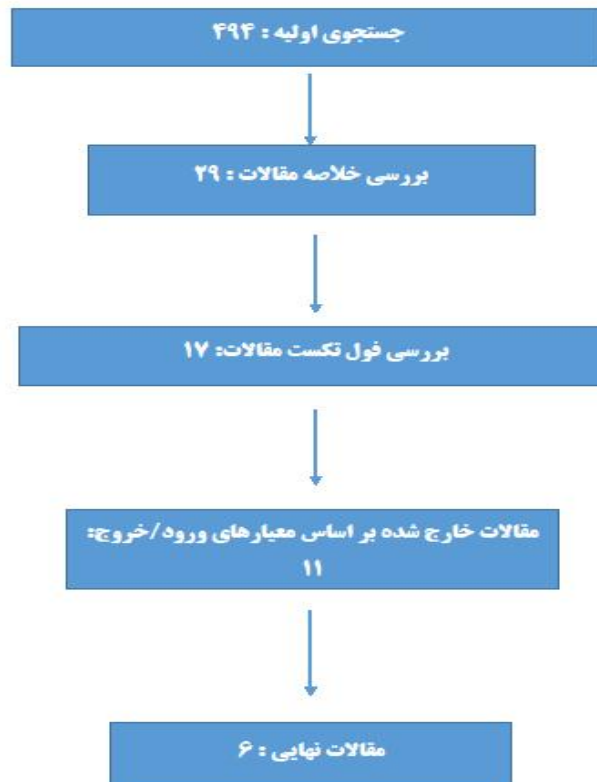 جستجوی اولیه : ۴۹۴
بررسی خلاصه مقالات : ۲۹
بررسی فول تکست مقالات: ۱۷
مقالات خارج شده بر اساس معیارهای ورود/خروج:
۱۱
مقالات نهایی : ۶